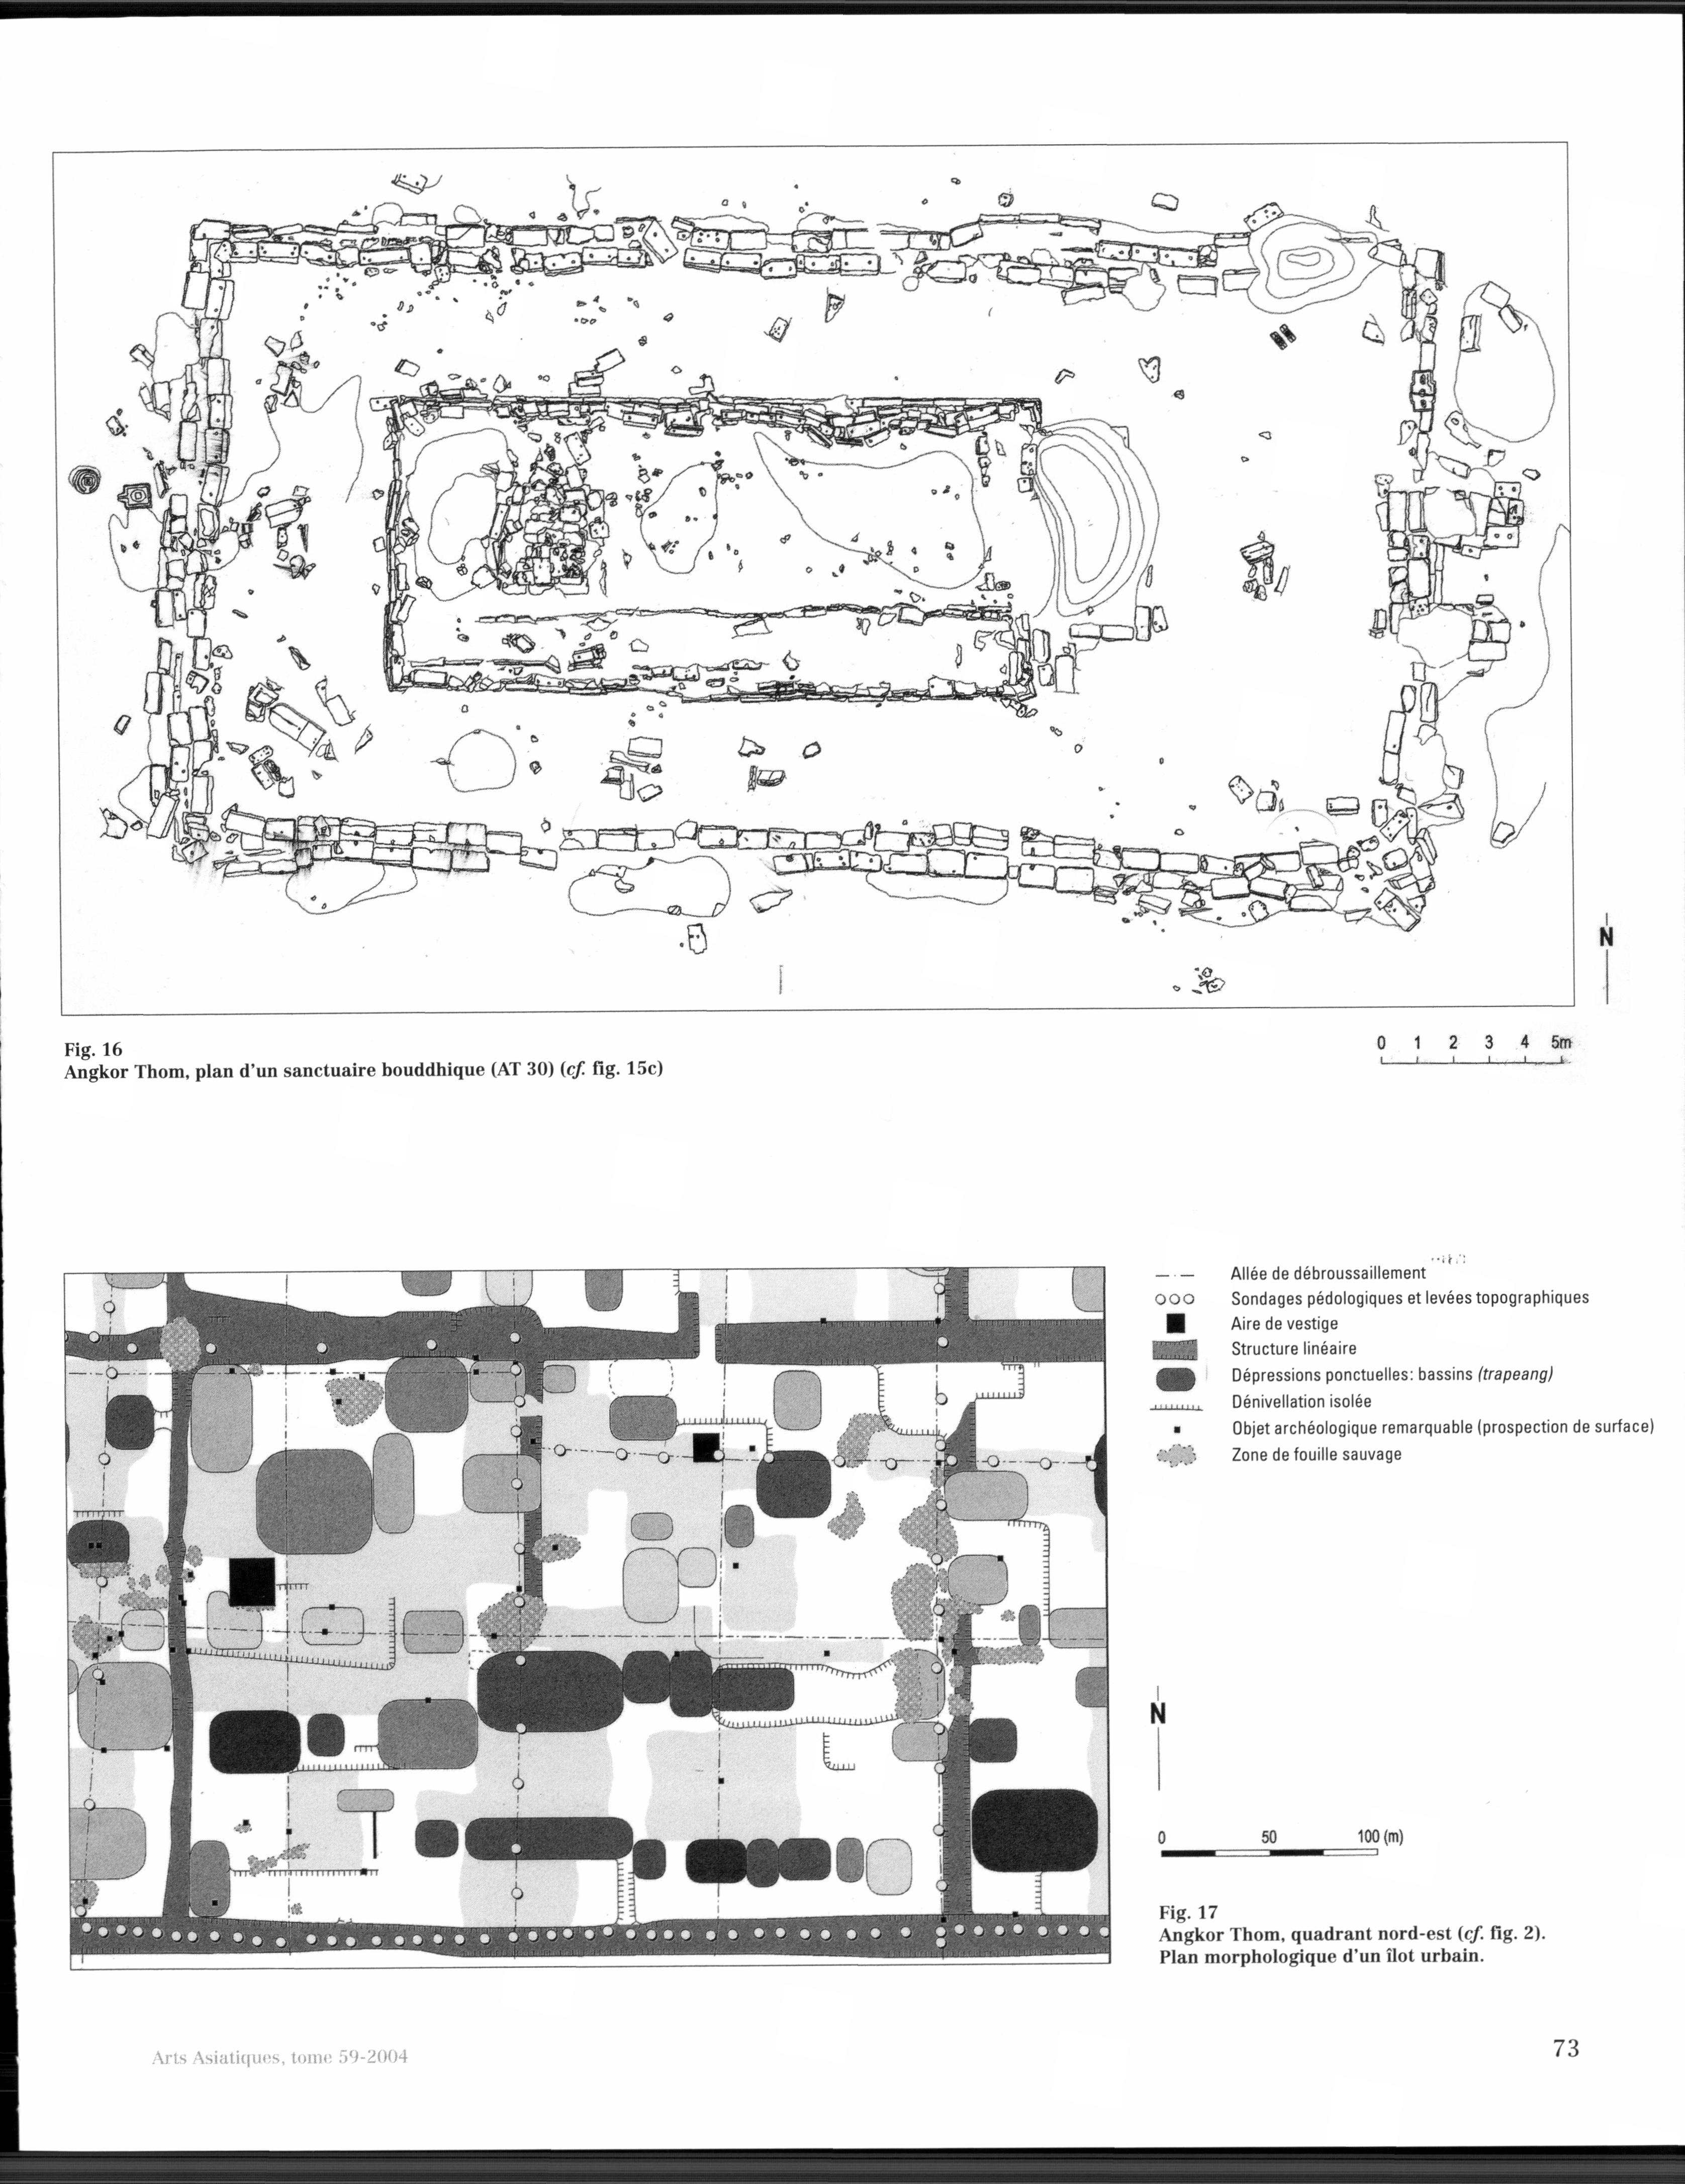 N
0 1 2 3 4 5m
Fig. 16
Angkor Thom, plan d'un sanctuaire bouddhique (AT 30) (cf. fig. 15c)
Allée de débroussaillement
Sondages pédologiques et levées topographiques
Aire de vestige
Structure linéaire
Dépressions ponctuelles: bassins (trapeang)
Dénivellation isolée
Objet archéologique remarquable (prospection de surface)
Zone de fouille sauvage
N
0 50 100 (m)
Fig. 17
Angkor Thom, quadrant nord-est (cf. fig. 2).
Plan morphologique d'un îlot urbain.
Arts Asiatiques, tome 59-2004
73